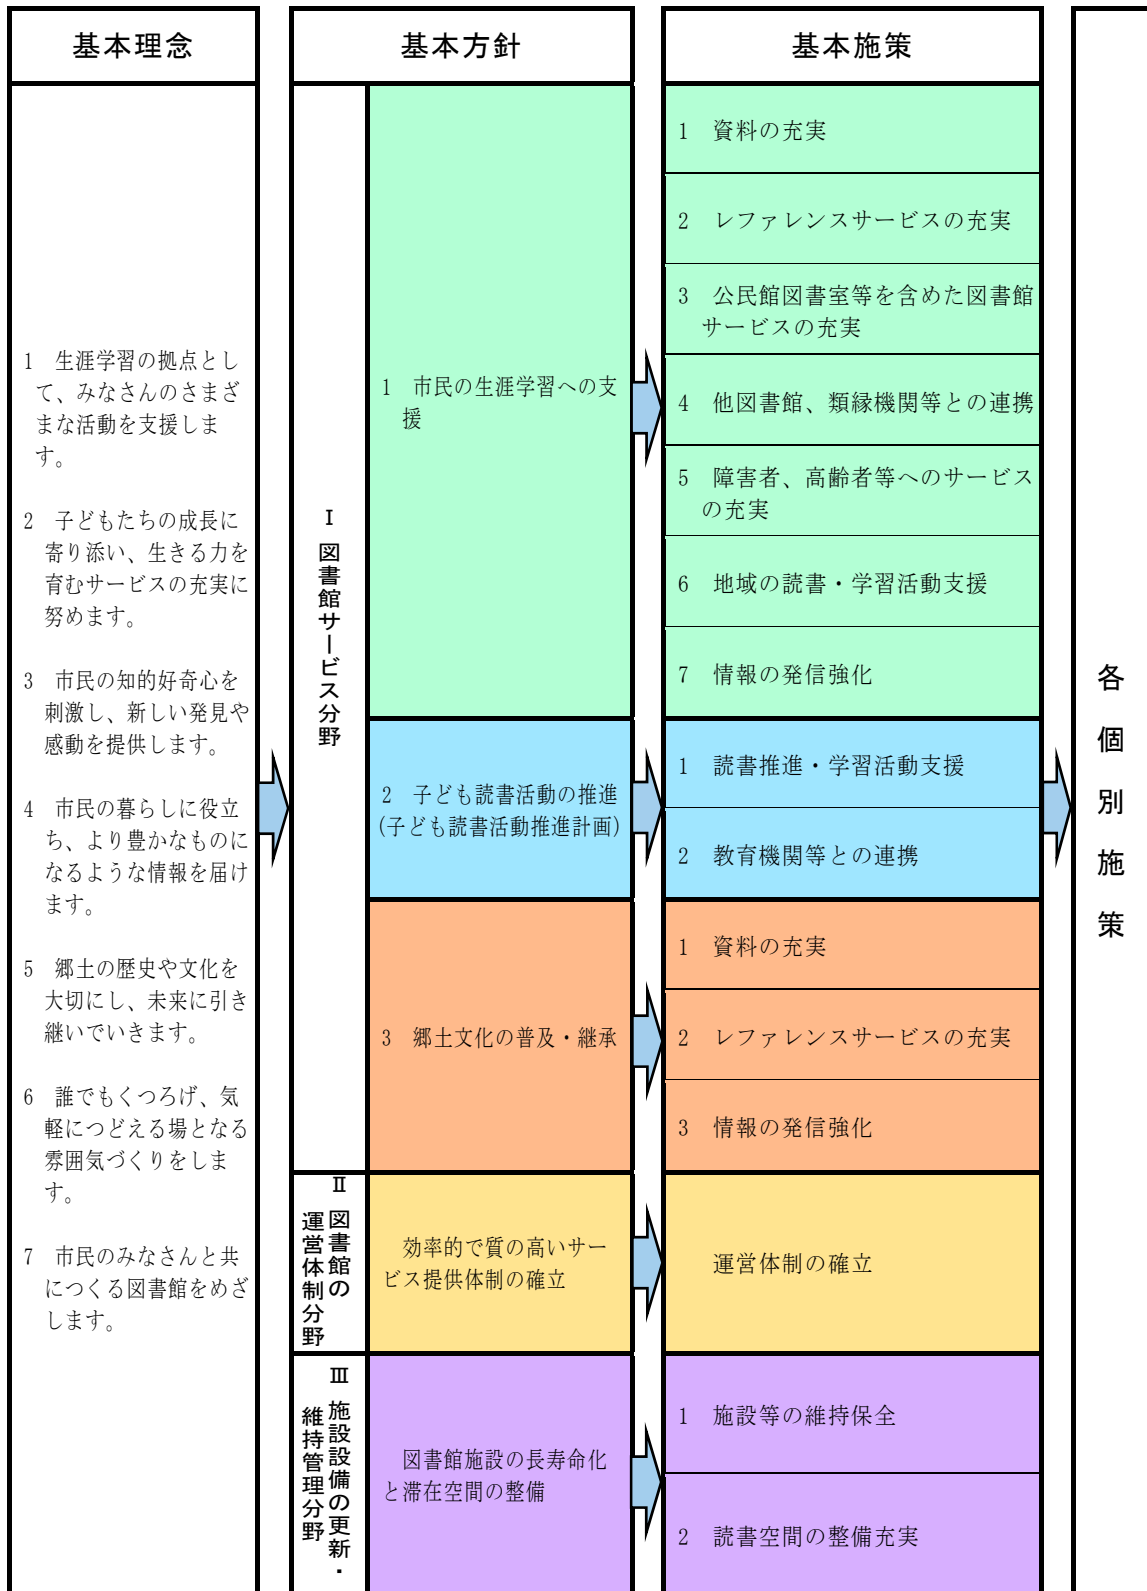 基本理念
1 生涯学習の拠点とし
て、みなさんのさまざ
まな活動を支援しま
す。
2 子どもたちの成長に
寄り添い、生きる力を
育むサービスの充実に
努めます。
3 市民の知的好奇心を
刺激し、新しい発見や
感動を提供します。
4 市民の暮らしに役立
ち、より豊かなものに
なるような情報を届け
ます。
5 郷土の歴史や文化を
大切にし、未来に引き
継いでいきます。
6 誰でもくつろげ、気
軽につどえる場となる
雰囲気づくりをしま
す。
7 市民のみなさんと共
につくる図書館をめざ
します。
基本方針
Ⅰ 図書館サービス分野
1 市民の生涯学習への支
援
2 子ども読書活動の推進
(子ども読書活動推進計画)
3 郷土文化の普及・継承
Ⅱ 図書館の
運営体制分野
効率的で質の高いサー
ビス提供体制の確立
Ⅲ 施設設備の更新・
維持管理分野
図書館施設の長寿命化
と滞在空間の整備
基本施策
1 資料の充実
2 レファレンスサービスの充実
3 公民館図書室等を含めた図書館
サービスの充実
4 他図書館、類縁機関等との連携
5 障害者、高齢者等へのサービス
の充実
6 地域の読書・学習活動支援
7 情報の発信強化
1 読書推進・学習活動支援
2 教育機関等との連携
1 資料の充実
2 レファレンスサービスの充実
3 情報の発信強化
運営体制の確立
1 施設等の維持保全
2 読書空間の整備充実
各個別施策